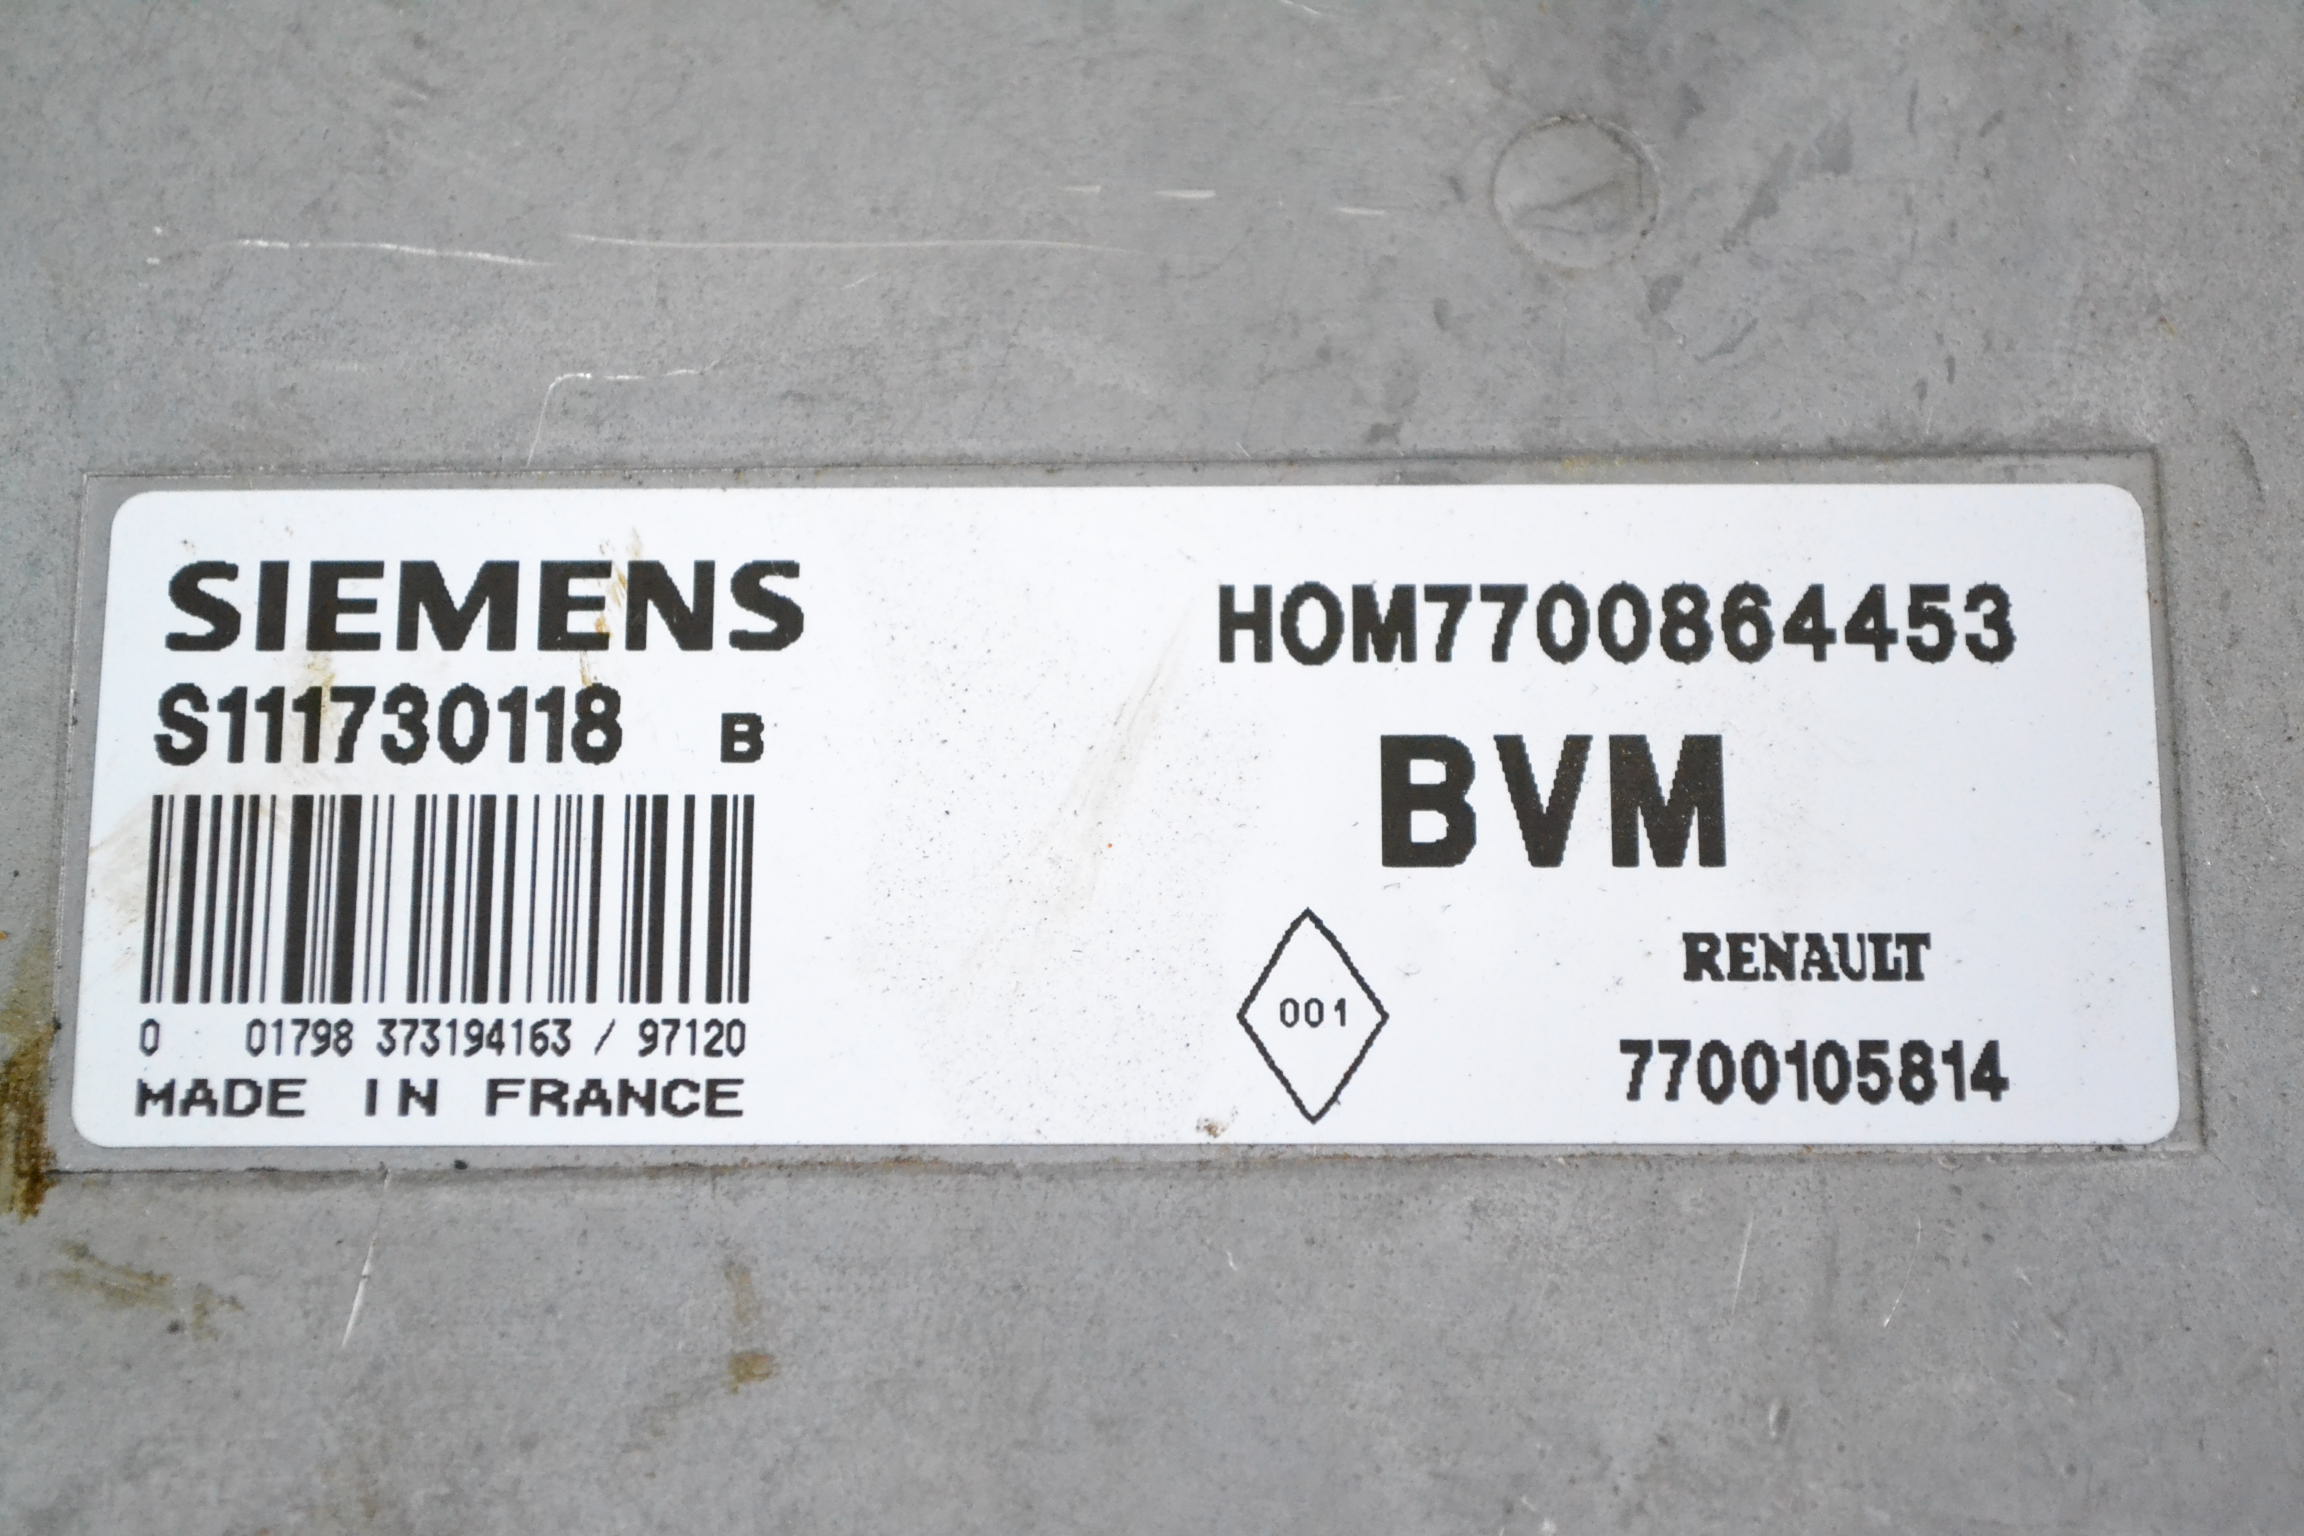 SIEMENS
S111730118 B
0 01798 373194163 / 97120
MADE IN FRANCE
HOM7700864453
BVM
001
RENAULT
7700105814